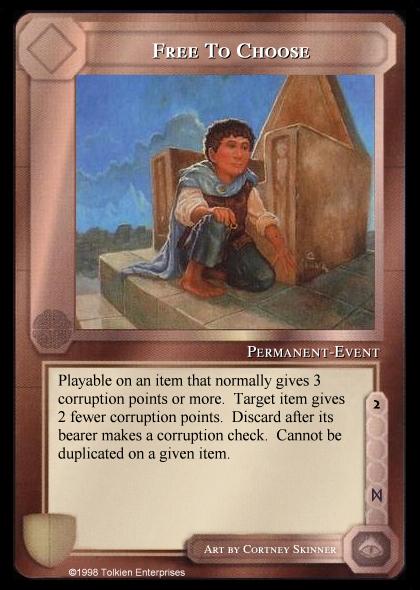 FREE TO CHOOSE
PERMANENT-EVENT
Playable on an item that normally gives 3
corruption points or more. Target item gives
2 fewer corruption points. Discard after its
bearer makes a corruption check. Cannot be
duplicated on a given item.
2
ᛞ
ART BY CORTNEY SKINNER
©1998 Tolkien Enterprises